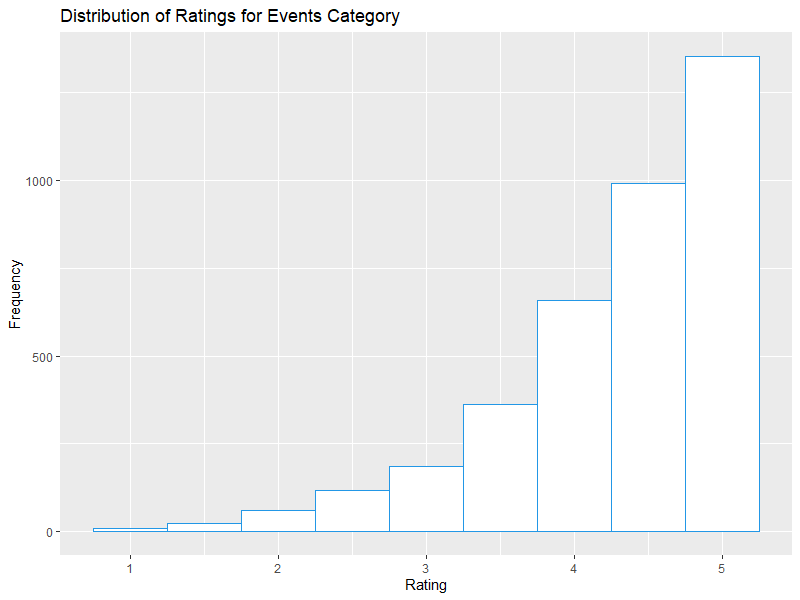 Distribution of Ratings for Events Category
Frequency
1000
500
0
1 2 3 4 5
Rating